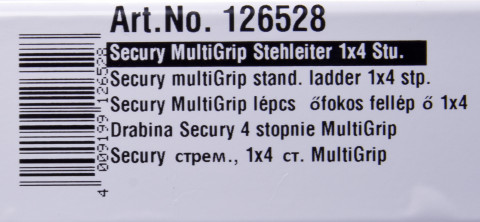 Art.No. 126528
Secury MultiGrip Stehleiter 1x4 Stu.
Secury multiGrip stand. ladder 1x4 stp.
Secury MultiGrip lépcs őfokos fellép ő 1x4
Drabina Secury 4 stopnie MultiGrip
Secury стрем., 1x4 ст. MultiGrip
4 009199 126528